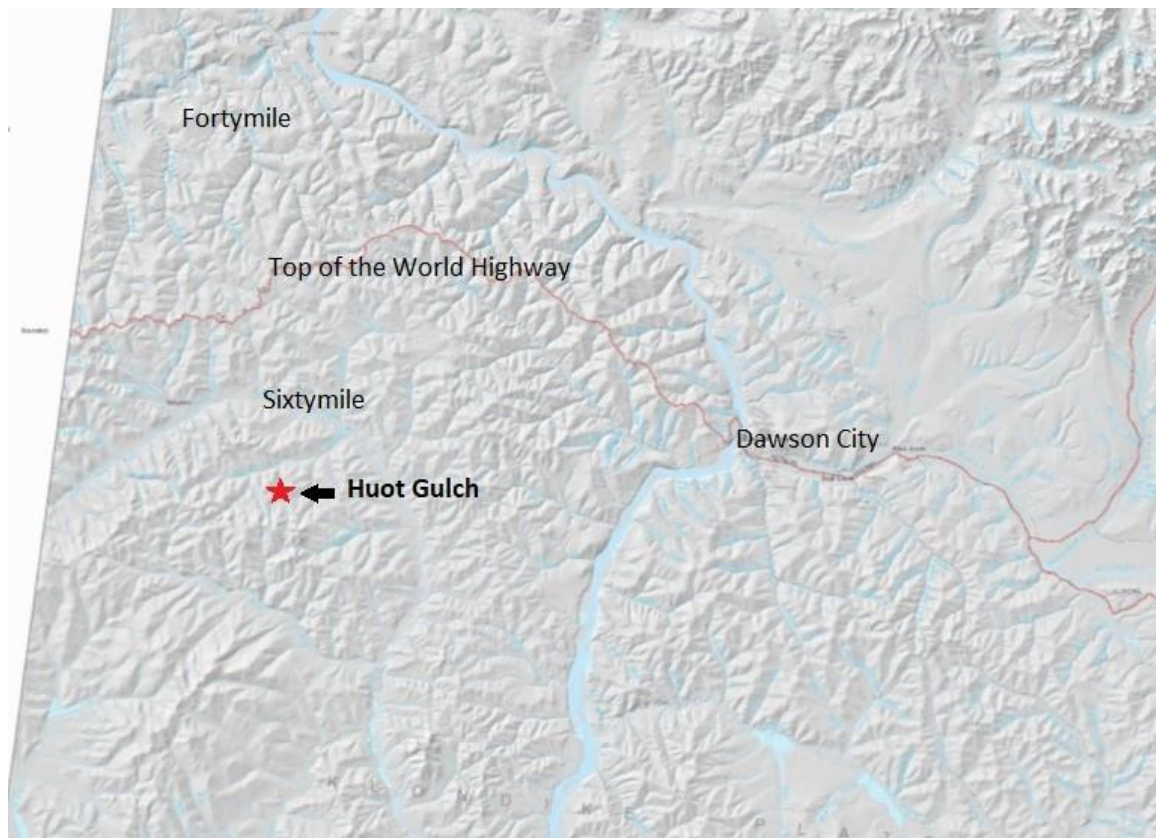 Fortymile
Top of the World Highway
Sixtymile
Dawson City
Huot Gulch
K L O N D I K E
P L A T